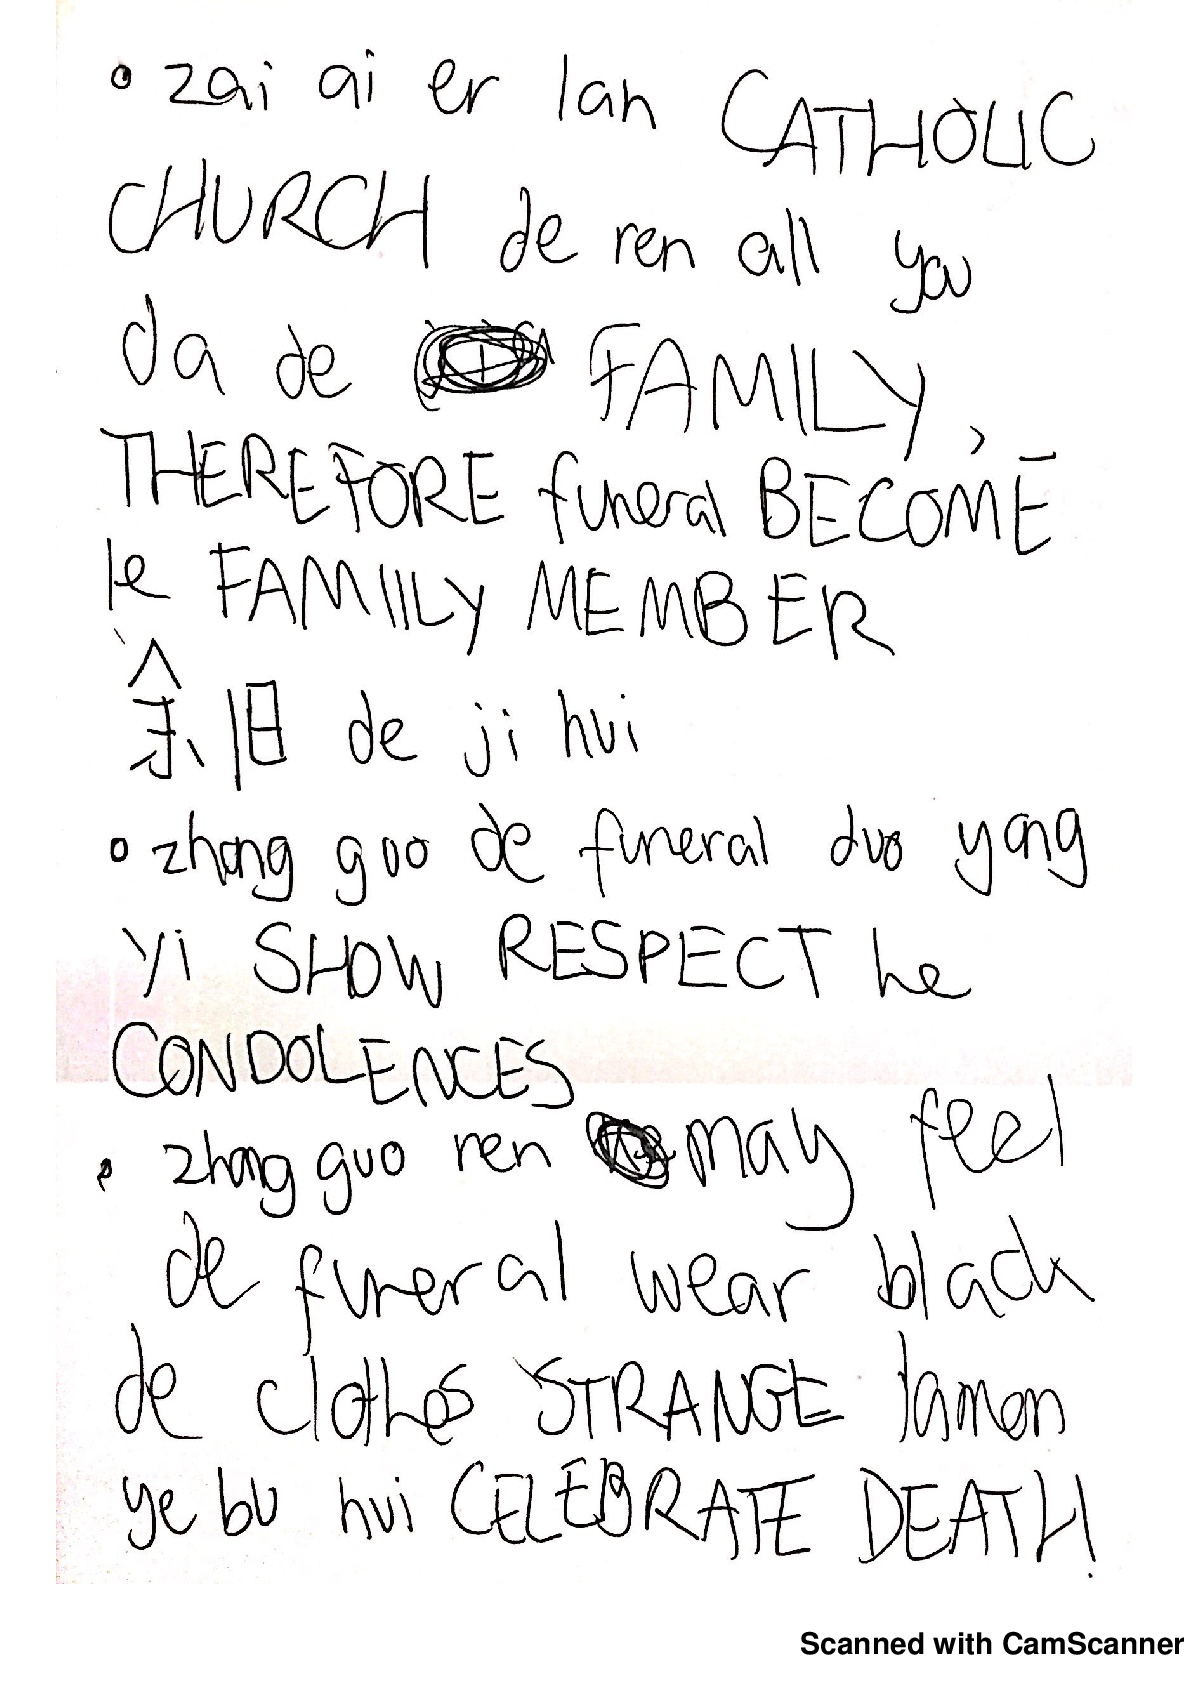 • zai ai er lan CATHOLIC
CHURCH de ren all you
da de FAMILY,
THEREFORE funeral BECOME
le FAMIILY MEMBER
余旧 de ji hui
• zhong guo de funeral duo yang
yi SHOW RESPECT he
CONDOLENCES
• zhong guo ren may feel
de funeral wear black
de clothes STRANGE tamen
ye bu hui CELEBRATE DEATH!
Scanned with CamScanner